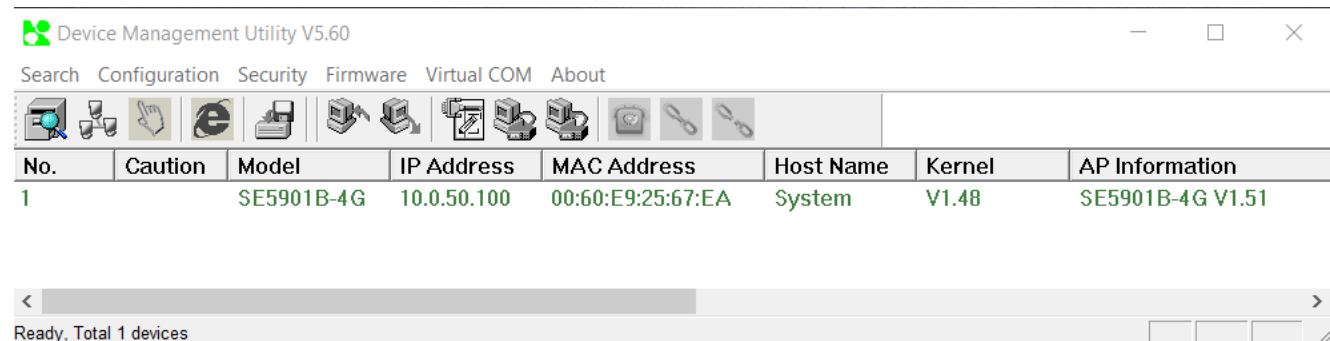 Device Management Utility V5.60
Search Configuration Security Firmware Virtual COM About
No. Caution Model IP Address MAC Address Host Name Kernel AP Information
1 SE5901B-4G 10.0.50.100 00:60:E9:25:67:EA System V1.48 SE5901B-4G V1.51
Ready, Total 1 devices